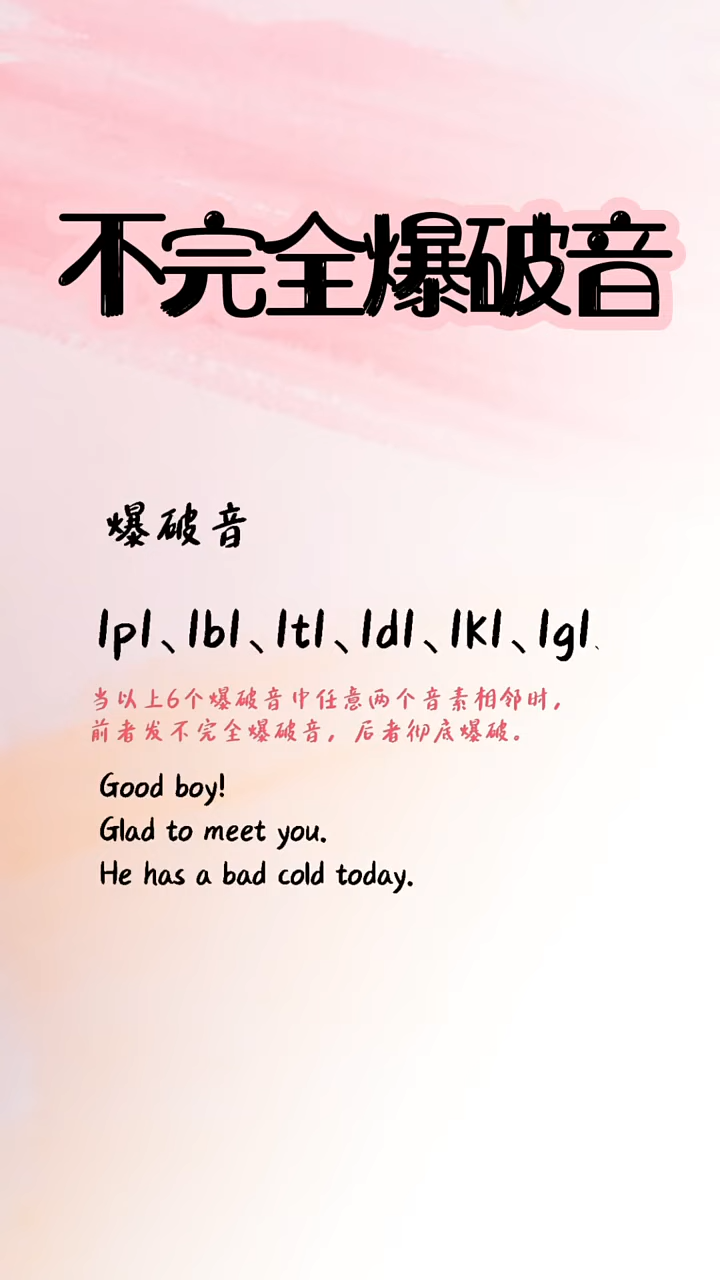 不完全爆破音
爆破音
|p|、|b|、|t|、|d|、|K|、|g|、
当以上6个爆破音中任意两个音素相邻时，
前者发不完全爆破音，后者彻底爆破。
Good boy!
Glad to meet you.
He has a bad cold today.